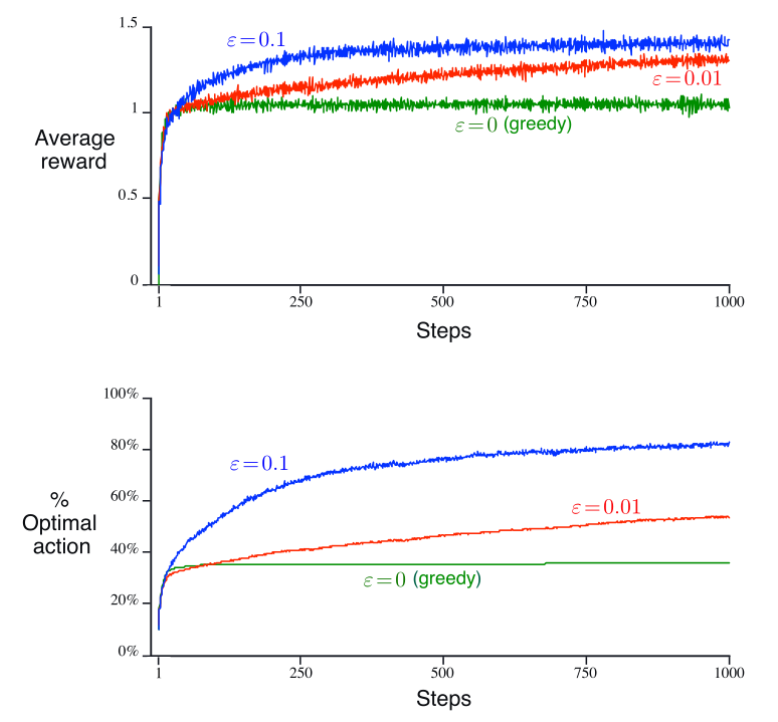 1.5
ε=0.1
1
ε=0.01
ε=0 (greedy)
Average
reward
0.5
0
1 250 500 750 1000
Steps
100%
80%
ε=0.1
60%
ε=0.01
%
Optimal
action
40%
ε=0 (greedy)
20%
0%
1 250 500 750 1000
Steps